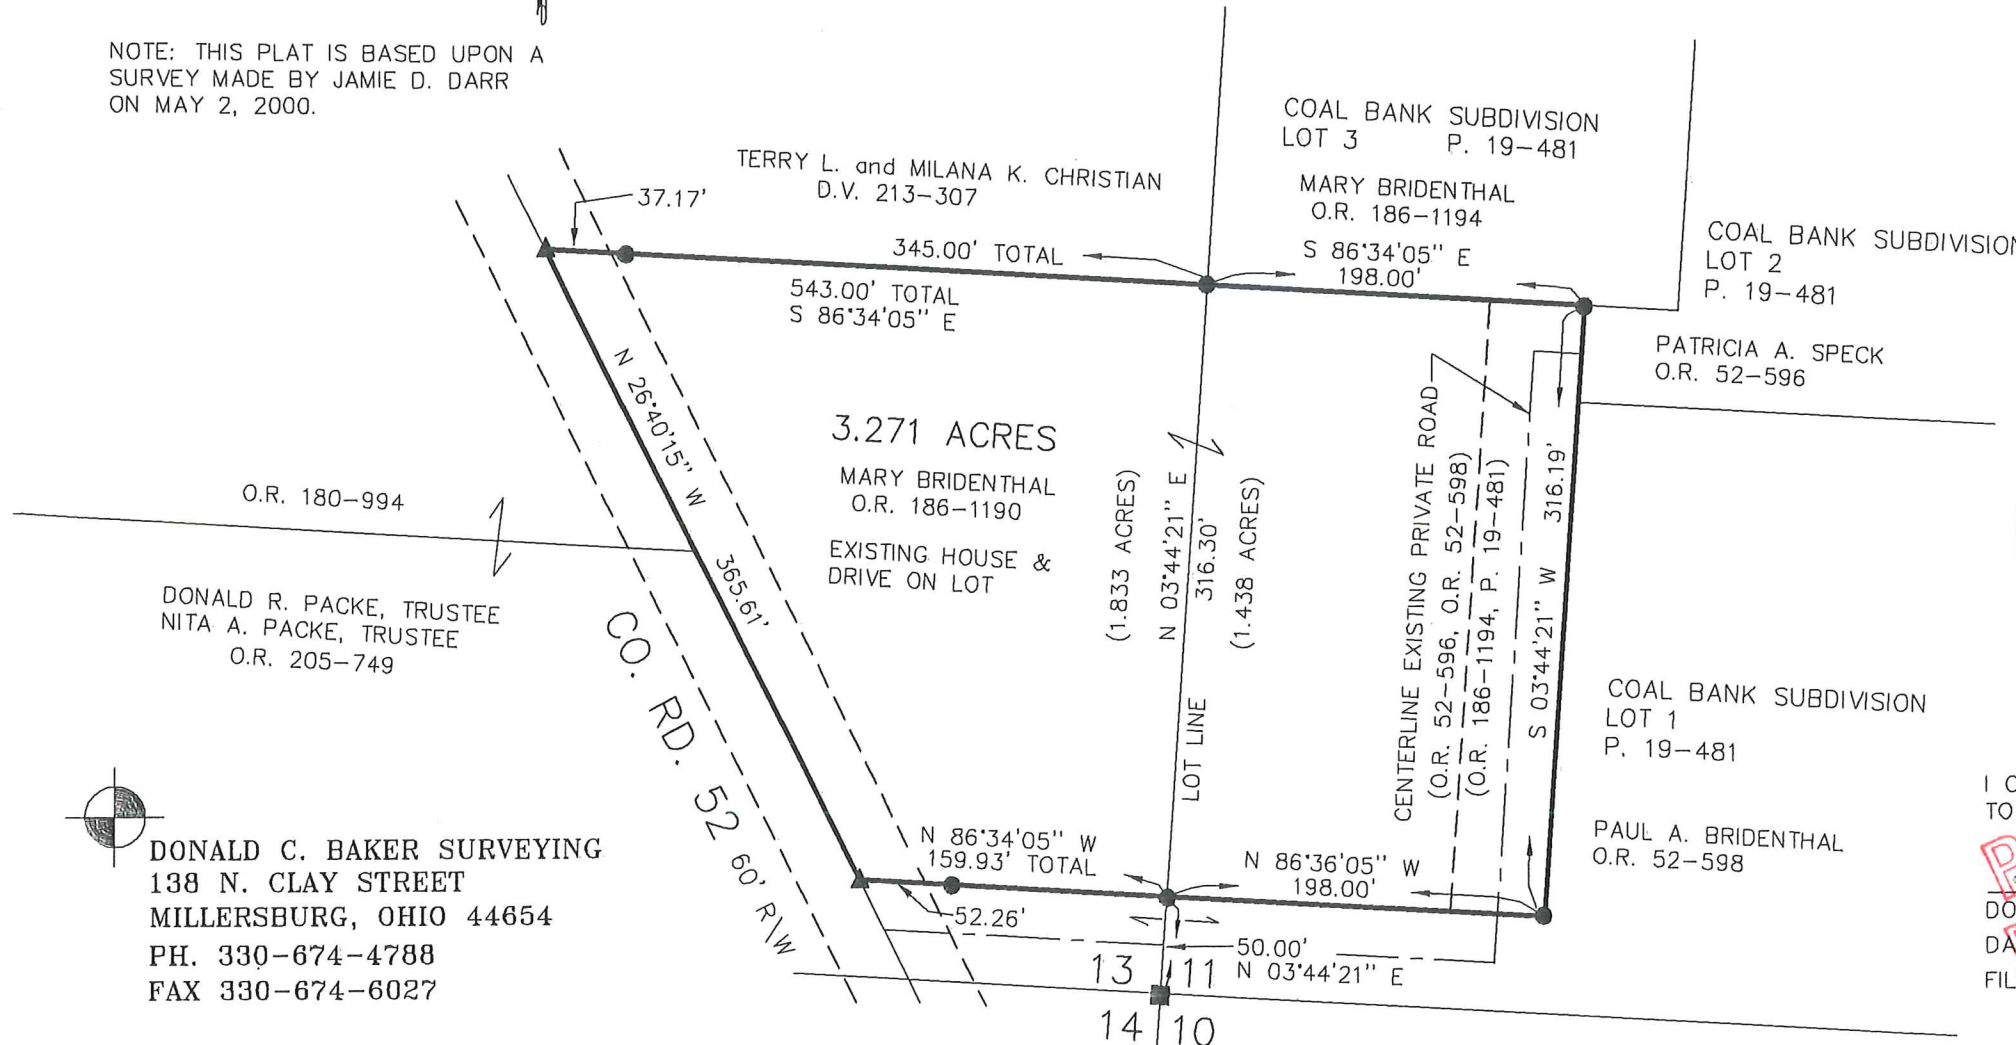 NOTE: THIS PLAT IS BASED UPON A
SURVEY MADE BY JAMIE D. DARR
ON MAY 2, 2000.
TERRY L. and MILANA K. CHRISTIAN
D.V. 213-307
37.17'
345.00' TOTAL
543.00' TOTAL
S 86°34'05" E
COAL BANK SUBDIVISION
LOT 3 P. 19-481
MARY BRIDENTHAL
O.R. 186-1194
S 86°34'05" E
198.00'
COAL BANK SUBDIVISION
LOT 2
P. 19-481
PATRICIA A. SPECK
O.R. 52-596
N 26°40'15" W 365.61'
3.271 ACRES
MARY BRIDENTHAL
O.R. 186-1190
EXISTING HOUSE &
DRIVE ON LOT
(1.833 ACRES)
N 03°44'21" E
316.30'
(1.438 ACRES)
LOT LINE
CENTERLINE EXISTING PRIVATE ROAD
(O.R. 52-596, O.R. 52-598)
(O.R. 186-1194, P. 19-481)
S 03°44'21" W 316.19'
O.R. 180-994
DONALD R. PACKE, TRUSTEE
NITA A. PACKE, TRUSTEE
O.R. 205-749
CO. RD. 52 60' R\W
COAL BANK SUBDIVISION
LOT 1
P. 19-481
PAUL A. BRIDENTHAL
O.R. 52-598
N 86°34'05" W
159.93' TOTAL
52.26'
N 86°36'05" W
198.00'
50.00'
N 03°44'21" E
13 11
14 10
DONALD C. BAKER SURVEYING
138 N. CLAY STREET
MILLERSBURG, OHIO 44654
PH. 330-674-4788
FAX 330-674-6027
TO
DO
DA
FIL